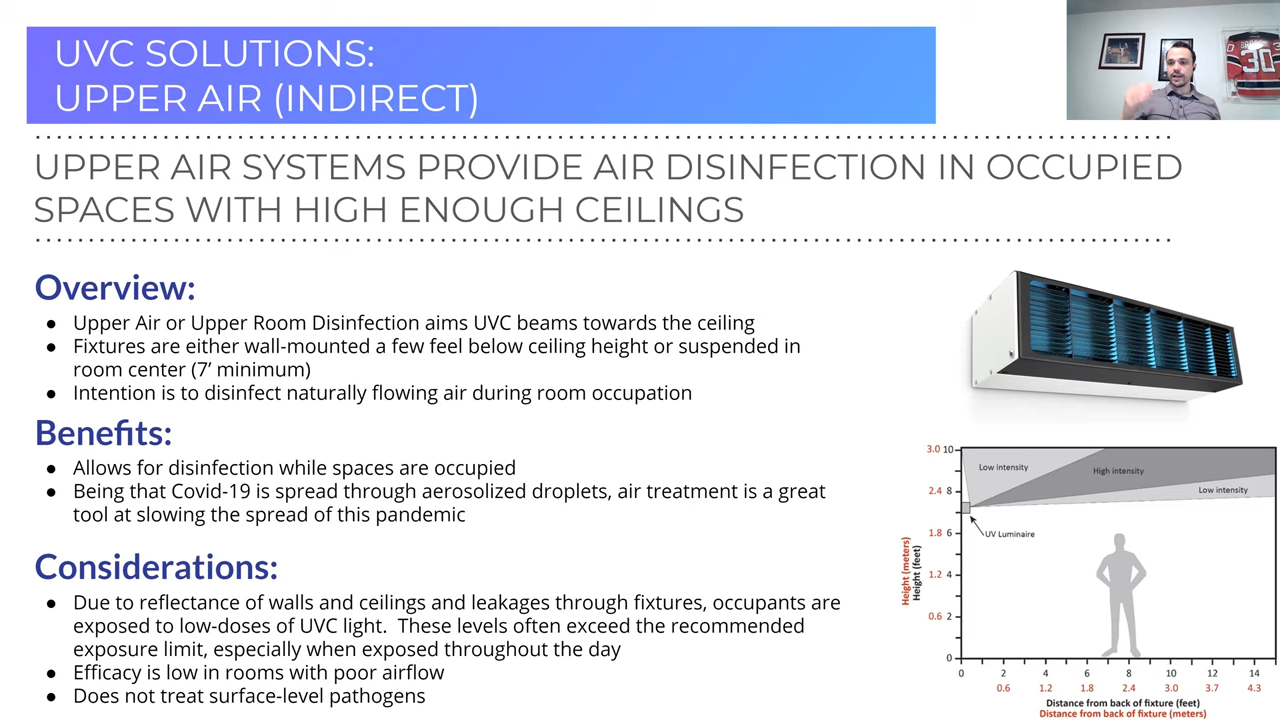 UVC SOLUTIONS:
UPPER AIR (INDIRECT)
UPPER AIR SYSTEMS PROVIDE AIR DISINFECTION IN OCCUPIED
SPACES WITH HIGH ENOUGH CEILINGS
Overview:
● Upper Air or Upper Room Disinfection aims UVC beams towards the ceiling
● Fixtures are either wall-mounted a few feel below ceiling height or suspended in
room center (7’ minimum)
● Intention is to disinfect naturally flowing air during room occupation
Benefits:
● Allows for disinfection while spaces are occupied
● Being that Covid-19 is spread through aerosolized droplets, air treatment is a great
tool at slowing the spread of this pandemic
Considerations:
● Due to reflectance of walls and ceilings and leakages through fixtures, occupants are
exposed to low-doses of UVC light. These levels often exceed the recommended
exposure limit, especially when exposed throughout the day
● Efficacy is low in rooms with poor airflow
● Does not treat surface-level pathogens
30
3.0 10
Low intensity
High intensity
2.4 8
Low intensity
UV Luminaire
1.8 6
1.2 4
0.6 2
0
Height (meters)
Height (feet)
0 2 4 6 8 10 12 14
0.6 1.2 1.8 2.4 3.0 3.7 4.3
Distance from back of fixture (feet)
Distance from back of fixture (meters)